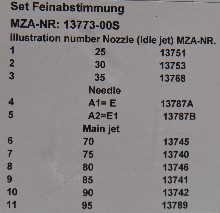 Set Feinabstimmung
MZA-NR: 13773-00S
Illustration number Nozzle (Idle jet) MZA-NR.
1 25 13751
2 30 13753
3 35 13768
Needle
4 A1= E 13787A
5 A2=E1 13787B
Main jet
6 70 13745
7 75 13740
8 80 13746
9 85 13741
10 90 13742
11 95 13789